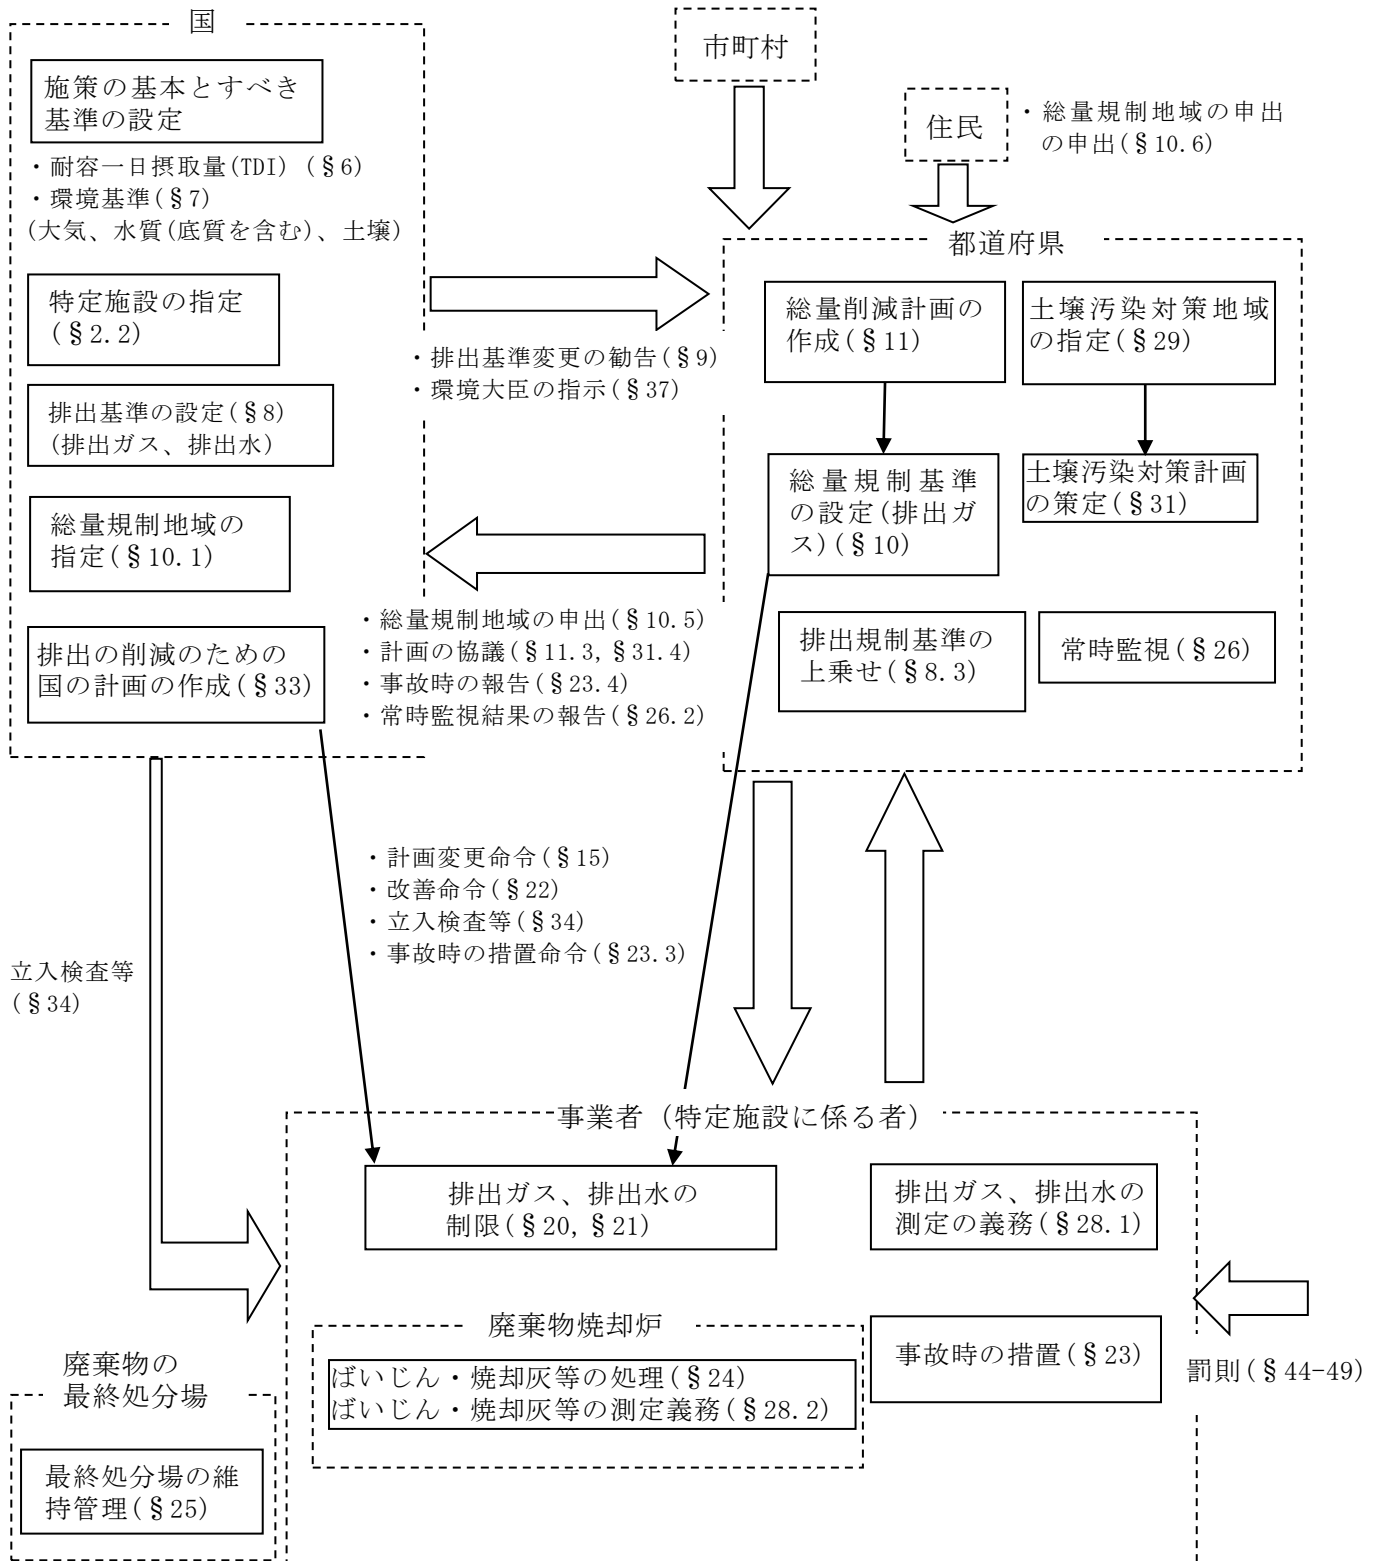 国
施策の基本とすべき
基準の設定
・耐容一日摂取量(TDI) (§6)
・環境基準(§7)
(大気、水質(底質を含む)、土壌)
特定施設の指定
(§2.2)
排出基準の設定(§8)
(排出ガス、排出水)
総量規制地域の
指定(§10.1)
排出の削減のための
国の計画の作成(§33)
市町村
住民
・総量規制地域の申出
の申出(§10.6)
・排出基準変更の勧告(§9)
・環境大臣の指示(§37)
都道府県
総量削減計画の
作成(§11)
土壌汚染対策地域
の指定(§29)
総量規制基準
の設定(排出ガ
ス)(§10)
土壌汚染対策計画
の策定(§31)
排出規制基準の
上乗せ(§8.3)
常時監視(§26)
・総量規制地域の申出(§10.5)
・計画の協議(§11.3,§31.4)
・事故時の報告(§23.4)
・常時監視結果の報告(§26.2)
・計画変更命令(§15)
・改善命令(§22)
・立入検査等(§34)
・事故時の措置命令(§23.3)
立入検査等
(§34)
事業者（特定施設に係る者）
排出ガス、排出水の
制限(§20,§21)
排出ガス、排出水の
測定の義務(§28.1)
廃棄物焼却炉
ばいじん・焼却灰等の処理(§24)
ばいじん・焼却灰等の測定義務(§28.2)
事故時の措置(§23)
罰則(§44-49)
廃棄物の
最終処分場
最終処分場の維
持管理(§25)